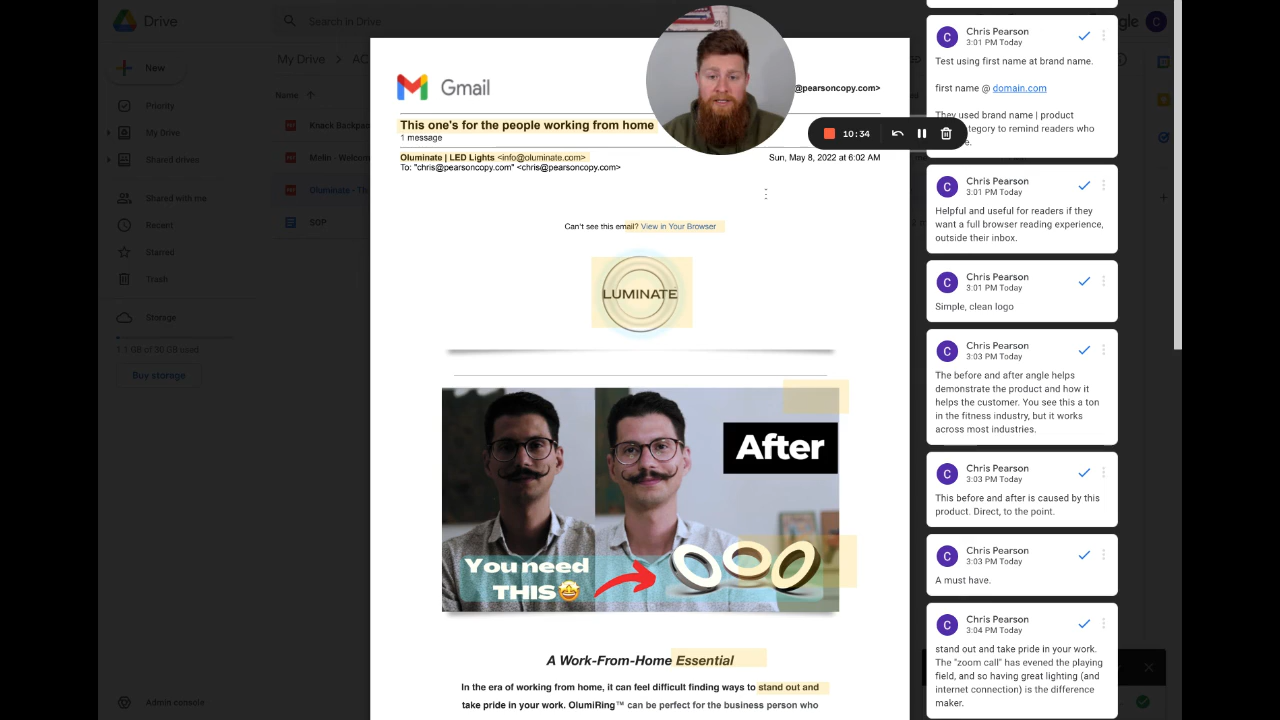 Drive
Search in Drive
New
Priority
My Drive
Shared drives
Shared with me
Recent
Starred
Trash
Storage
1.1 GB of 30 GB used
Buy storage
Admin console
My Drive
Name
Knack Backpa
Melin - Welcom
Oluminate - Th
SOP
Gmail
@pearsoncopy.com>
This one's for the people working from home
1 message
10:34
Oluminate | LED Lights <info@oluminate.com>
Sun, May 8, 2022 at 6:02 AM
To: "chris@pearsoncopy.com" <chris@pearsoncopy.com>
Can't see this email? View in Your Browser
LUMINATE
After
You need
THIS🤩
A Work-From-Home Essential
In the era of working from home, it can feel difficult finding ways to stand out and
take pride in your work. OlumiRing™ can be perfect for the business person who
Chris Pearson
3:01 PM Today
Test using first name at brand name.
first name @ domain.com
They used brand name | product
category to remind readers who
Chris Pearson
3:01 PM Today
Helpful and useful for readers if they
want a full browser reading experience,
outside their inbox.
Chris Pearson
3:01 PM Today
Simple, clean logo
Chris Pearson
3:03 PM Today
The before and after angle helps
demonstrate the product and how it
helps the customer. You see this a ton
in the fitness industry, but it works
across most industries.
Chris Pearson
3:03 PM Today
This before and after is caused by this
product. Direct, to the point.
Chris Pearson
3:03 PM Today
A must have.
Chris Pearson
3:04 PM Today
stand out and take pride in your work.
The "zoom call" has evened the playing
field, and so having great lighting (and
internet connection) is the difference
maker.